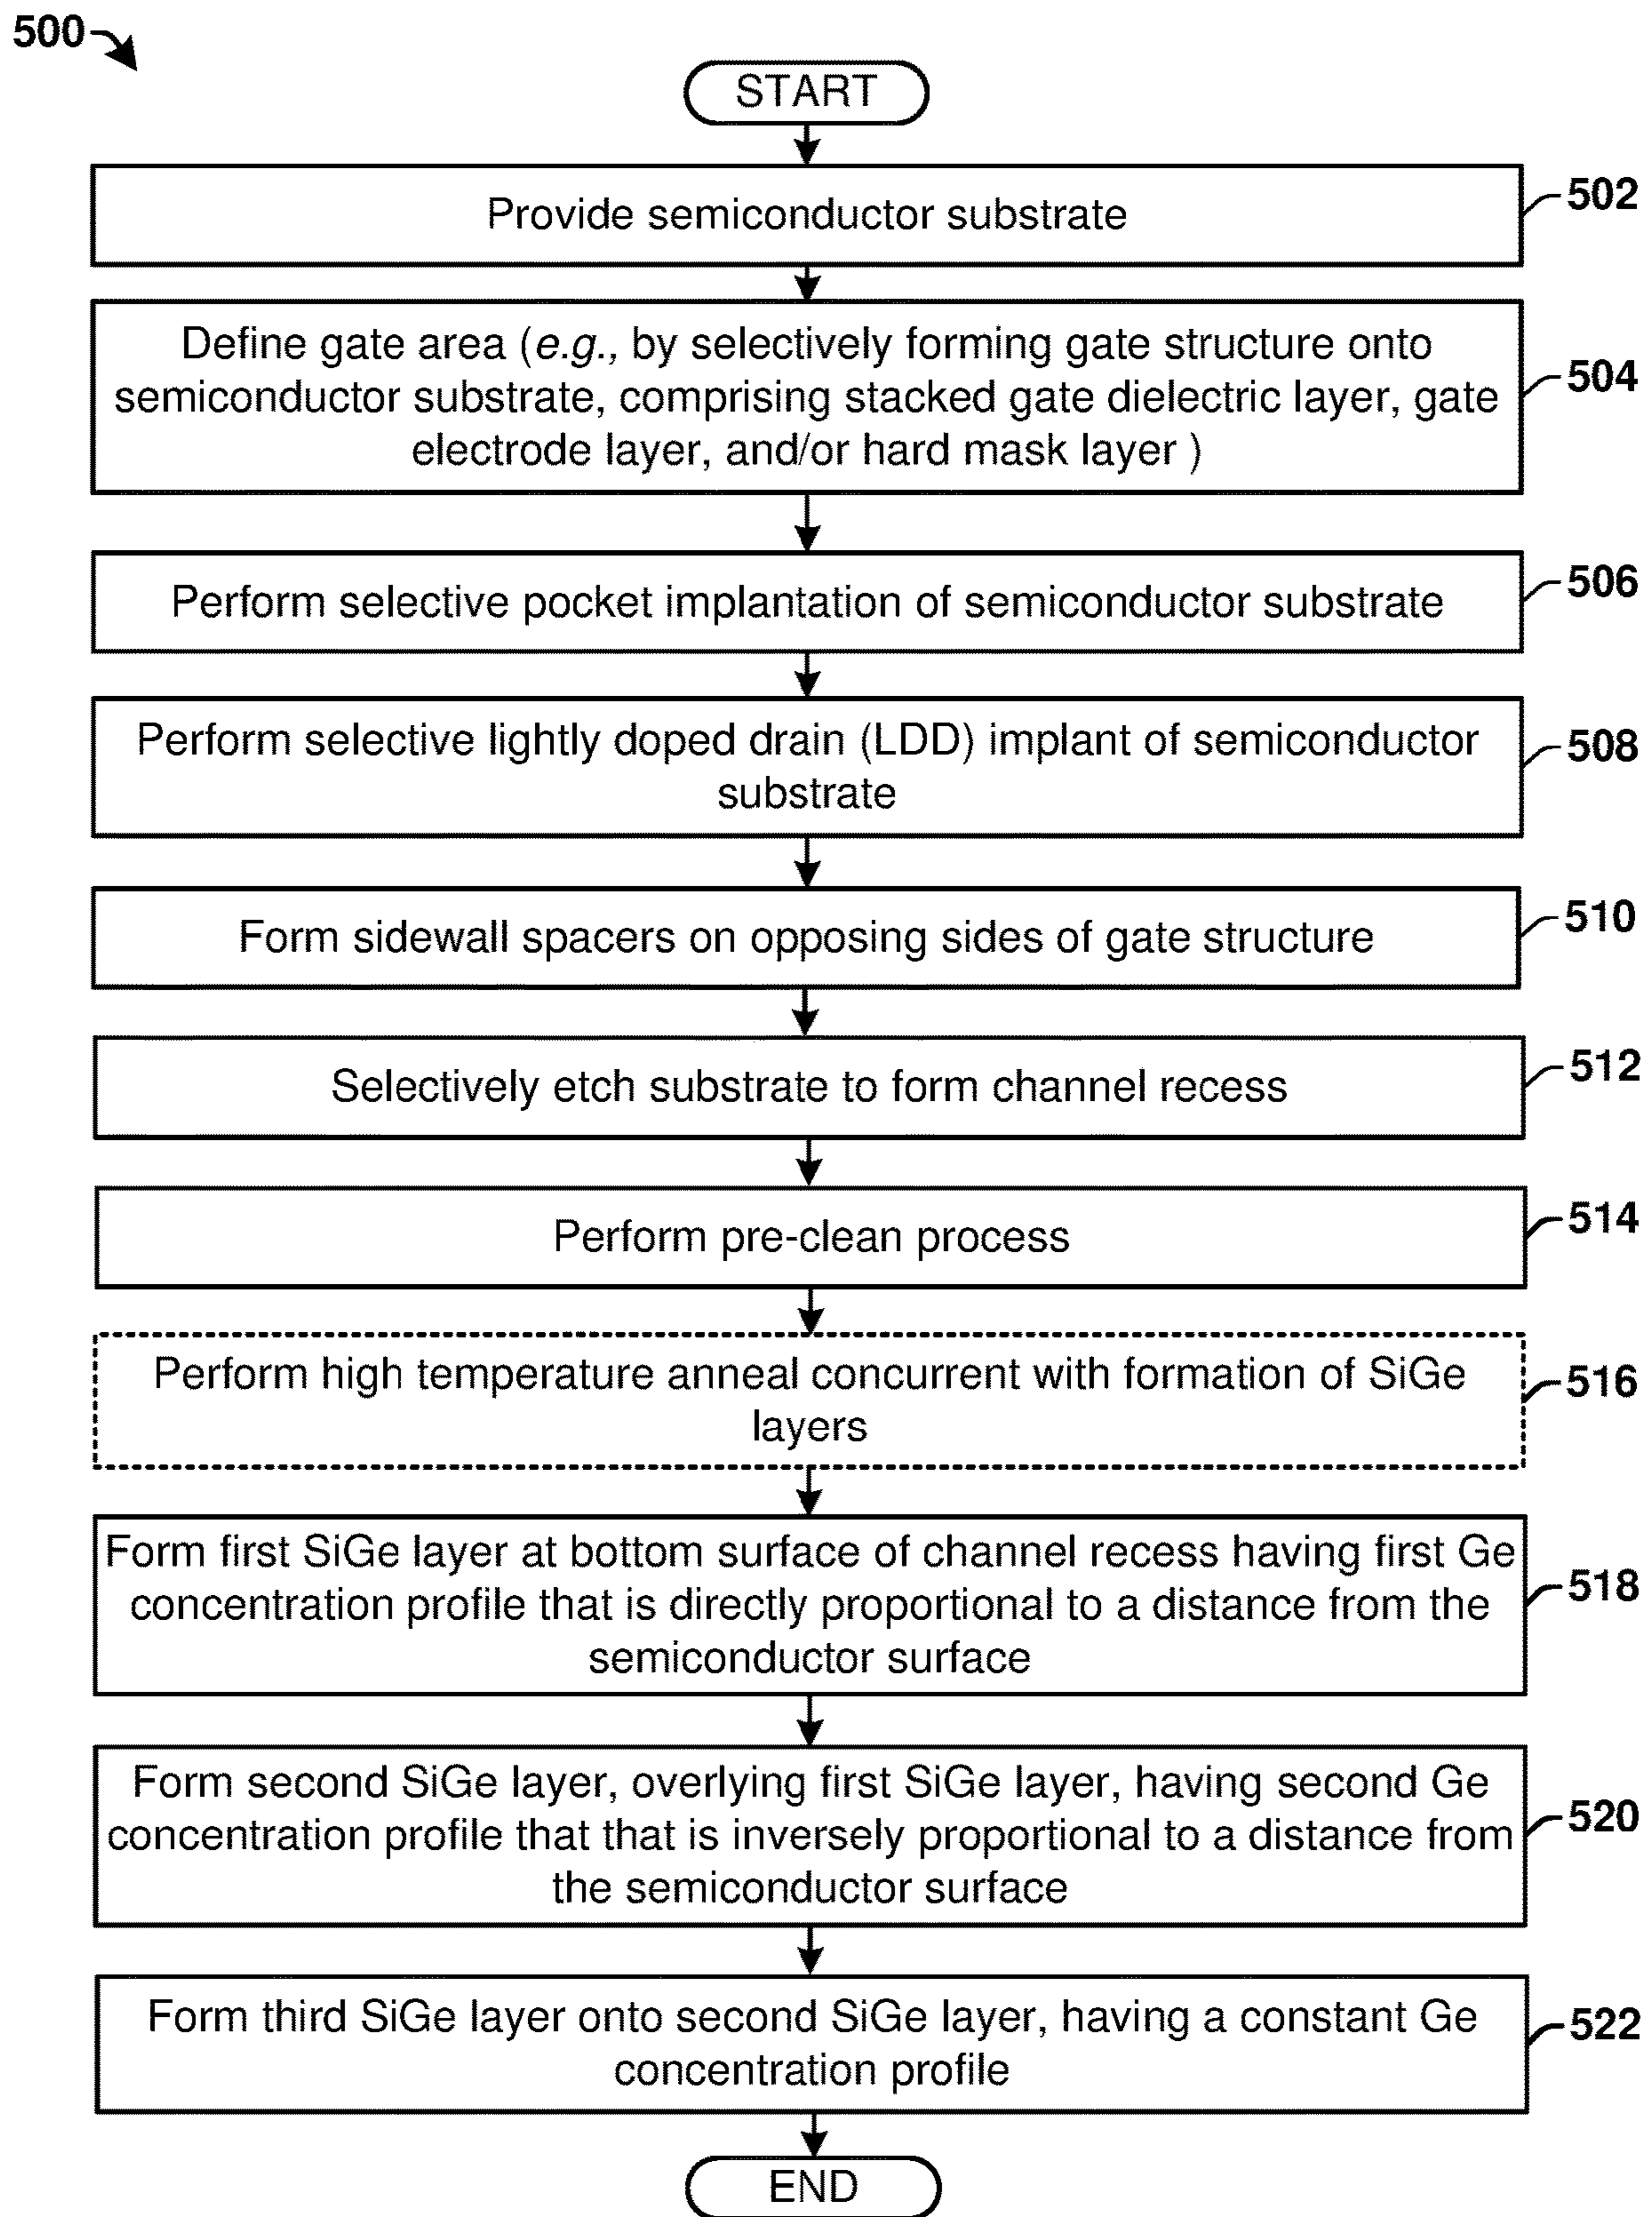 500
START
Provide semiconductor substrate
502
Define gate area (e.g., by selectively forming gate structure onto
semiconductor substrate, comprising stacked gate dielectric layer, gate
electrode layer, and/or hard mask layer )
504
Perform selective pocket implantation of semiconductor substrate
506
Perform selective lightly doped drain (LDD) implant of semiconductor
substrate
508
Form sidewall spacers on opposing sides of gate structure
510
Selectively etch substrate to form channel recess
512
Perform pre-clean process
514
Perform high temperature anneal concurrent with formation of SiGe
layers
516
Form first SiGe layer at bottom surface of channel recess having first Ge
concentration profile that is directly proportional to a distance from the
semiconductor surface
518
Form second SiGe layer, overlying first SiGe layer, having second Ge
concentration profile that that is inversely proportional to a distance from
the semiconductor surface
520
Form third SiGe layer onto second SiGe layer, having a constant Ge
concentration profile
522
END